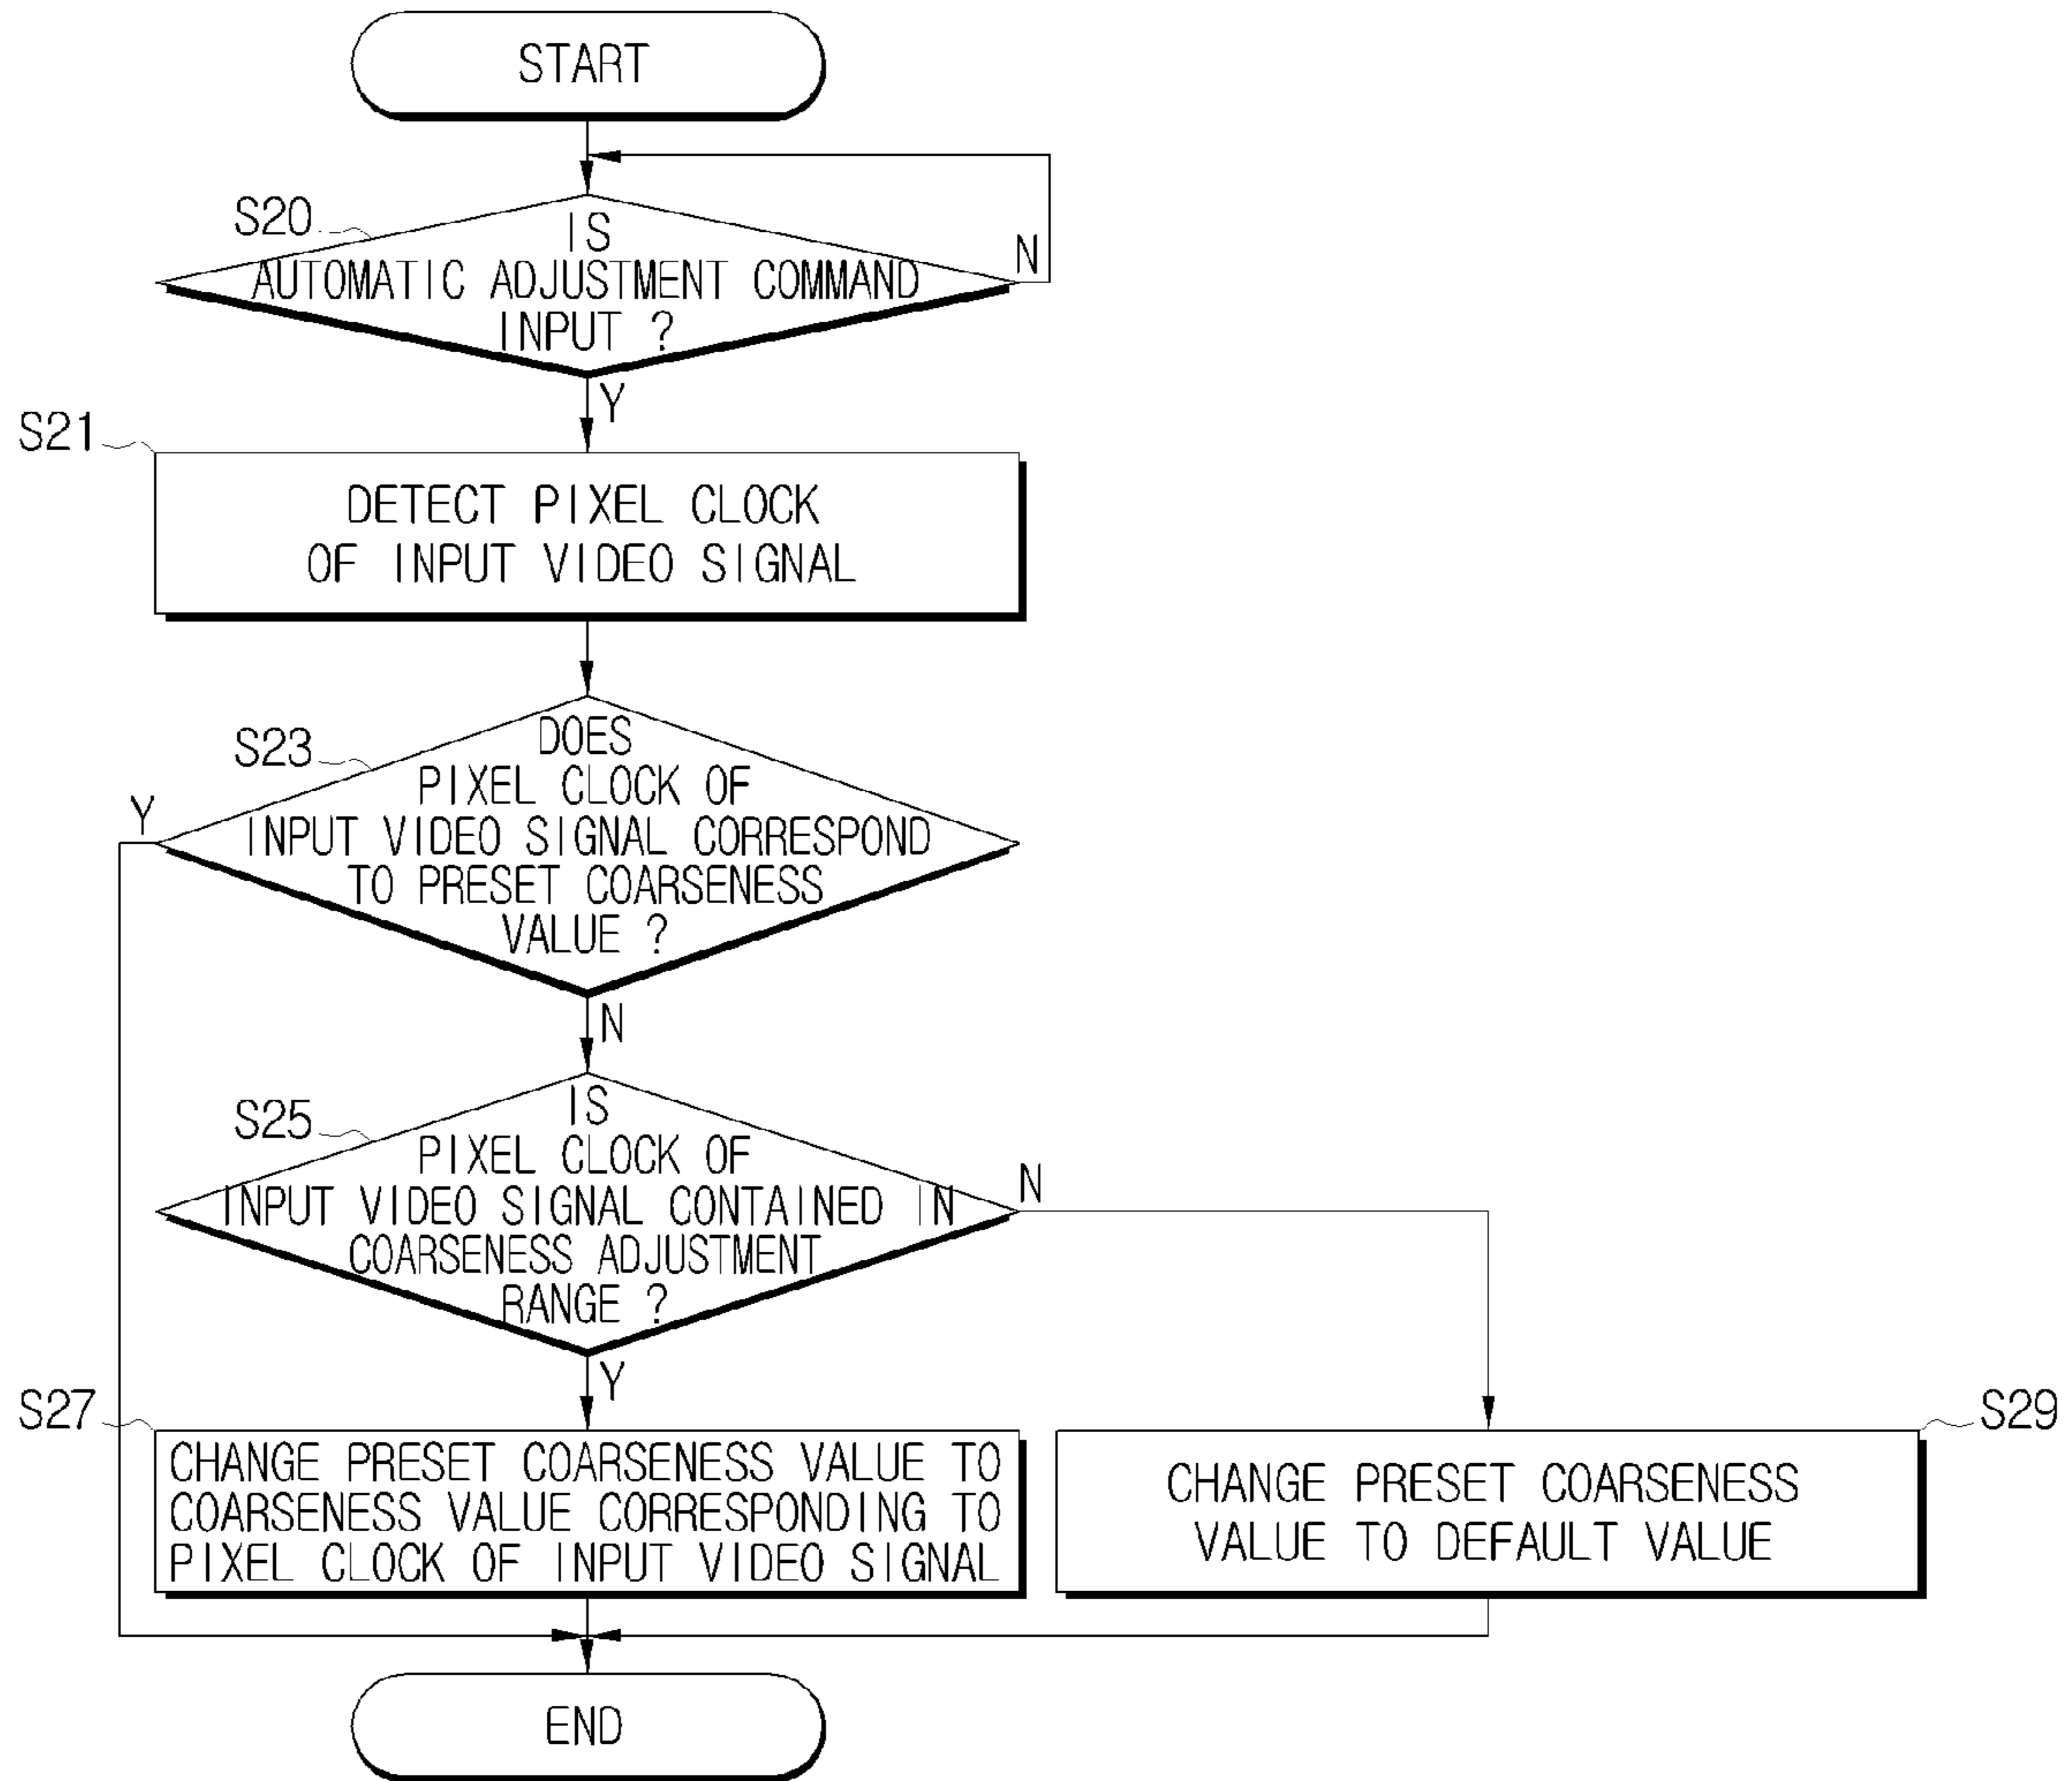 START
S20
IS
AUTOMATIC ADJUSTMENT COMMAND
INPUT ?
N
Y
S21
DETECT PIXEL CLOCK
OF INPUT VIDEO SIGNAL
S23
DOES
PIXEL CLOCK OF
INPUT VIDEO SIGNAL CORRESPOND
TO PRESET COARSENESS
VALUE ?
Y
N
S25
IS
PIXEL CLOCK OF
INPUT VIDEO SIGNAL CONTAINED IN
COARSENESS ADJUSTMENT
RANGE ?
N
Y
S27
CHANGE PRESET COARSENESS VALUE TO
COARSENESS VALUE CORRESPONDING TO
PIXEL CLOCK OF INPUT VIDEO SIGNAL
S29
CHANGE PRESET COARSENESS
VALUE TO DEFAULT VALUE
END